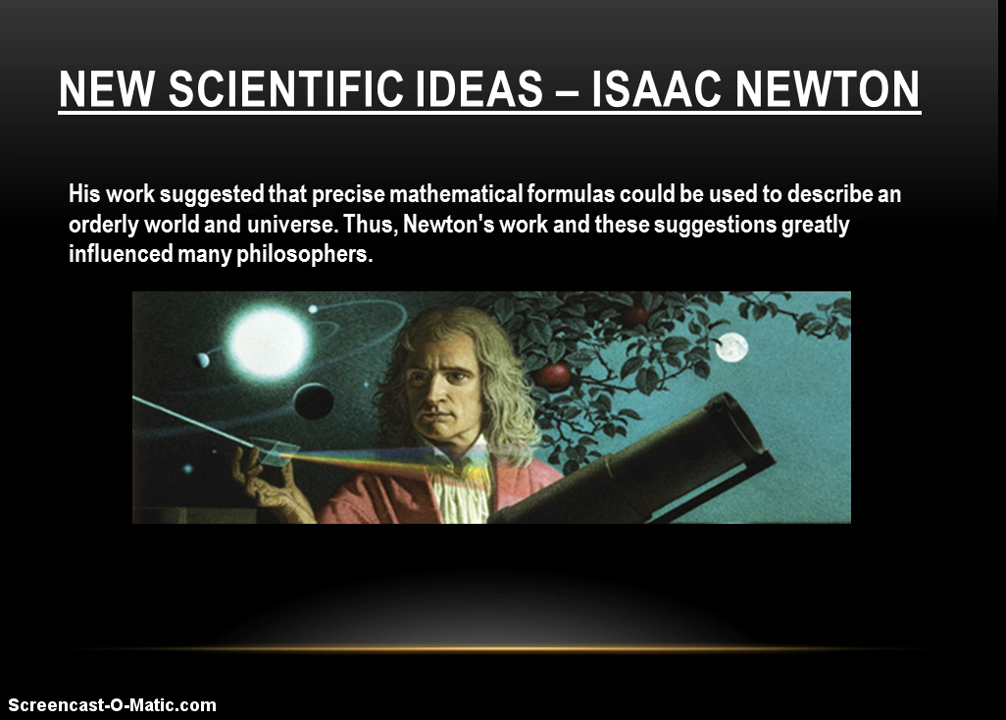 NEW SCIENTIFIC IDEAS – ISAAC NEWTON
His work suggested that precise mathematical formulas could be used to describe an
orderly world and universe. Thus, Newton's work and these suggestions greatly
influenced many philosophers.
Screencast-O-Matic.com